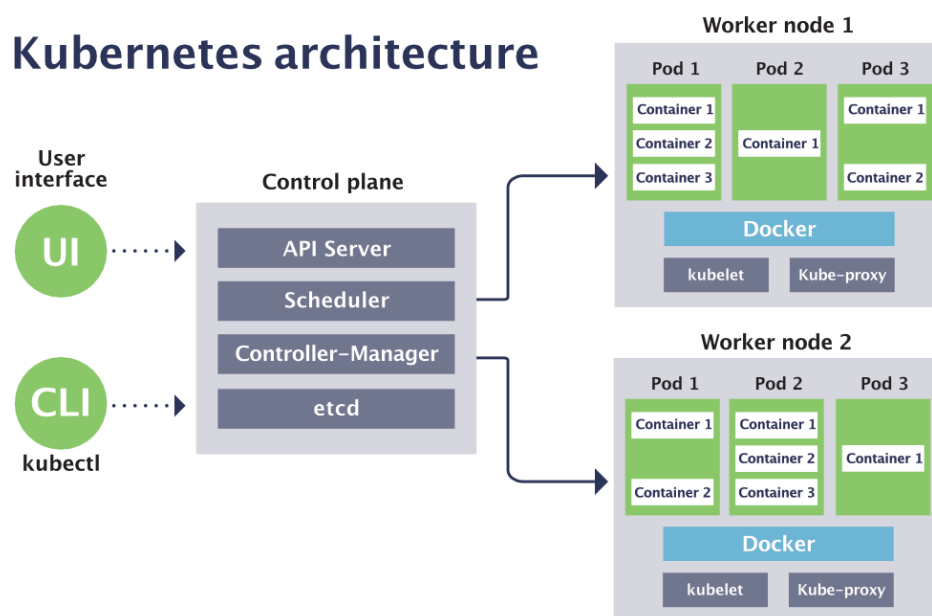 Kubernetes architecture
User
interface
UI
CLI
kubectl
Control plane
API Server
Scheduler
Controller-Manager
etcd
Worker node 1
Pod 1
Container 1
Container 2
Container 3
Pod 2
Container 1
Pod 3
Container 1
Container 2
Docker
kubelet
Kube-proxy
Worker node 2
Pod 1
Container 1
Container 2
Pod 2
Container 1
Container 2
Container 3
Pod 3
Container 1
Docker
kubelet
Kube-proxy